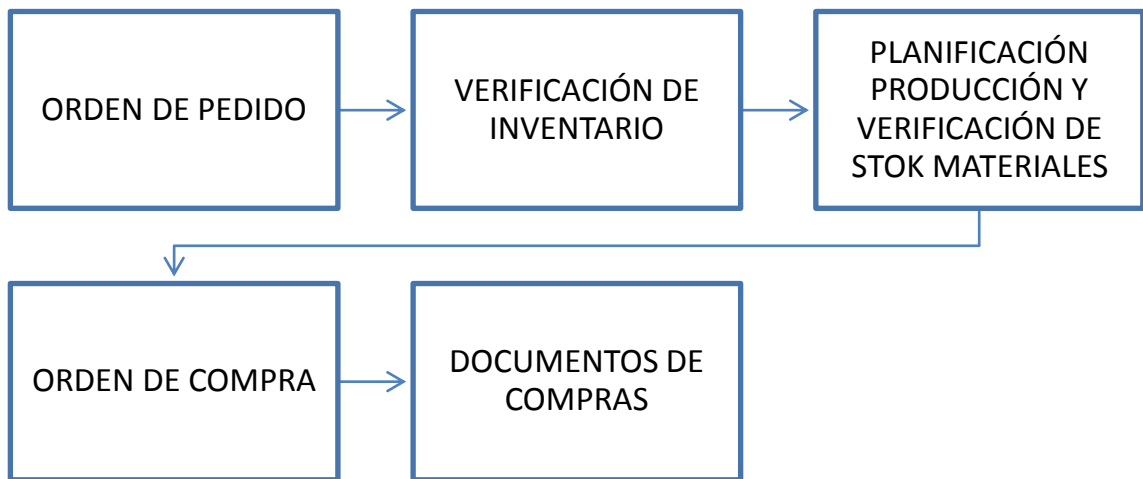 ORDEN DE PEDIDO
VERIFICACIÓN DE
INVENTARIO
PLANIFICACIÓN
PRODUCCIÓN Y
VERIFICACIÓN DE
STOK MATERIALES
ORDEN DE COMPRA
DOCUMENTOS DE
COMPRAS